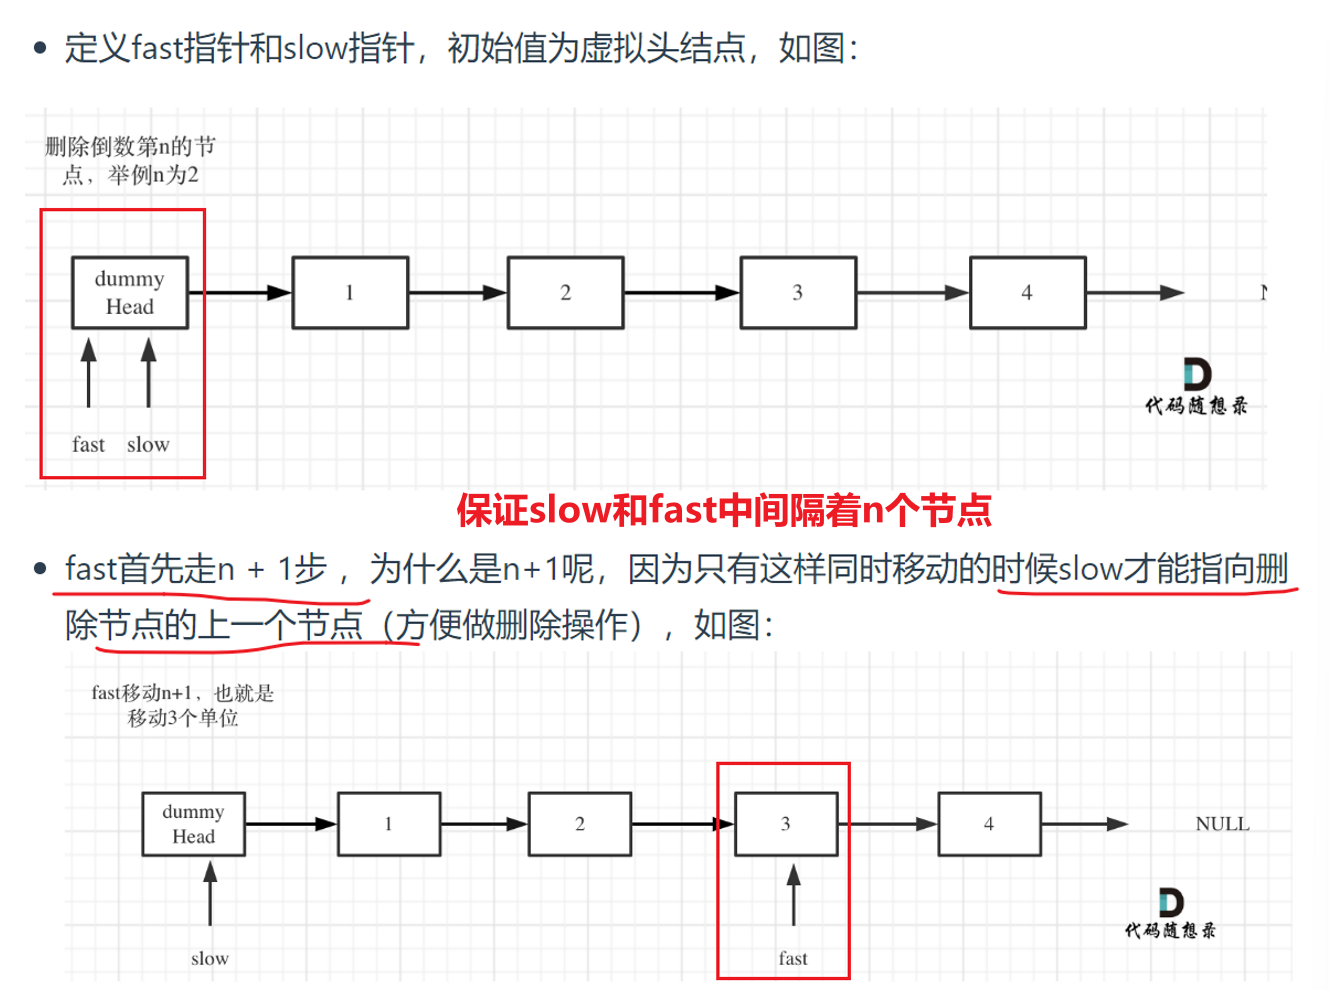 定义fast指针和slow指针，初始值为虚拟头结点，如图：
删除倒数第n的节
点，举例n为2
dummy
Head
1
2
3
4
fast slow
代码随想录
保证slow和fast中间隔着n个节点
fast首先走n + 1步 ，为什么是n+1呢，因为只有这样同时移动的时候slow才能指向删
除节点的上一个节点（方便做删除操作），如图：
fast移动n+1，也就是
移动3个单位
dummy
Head
1
2
3
4
NULL
slow
fast
代码随想录